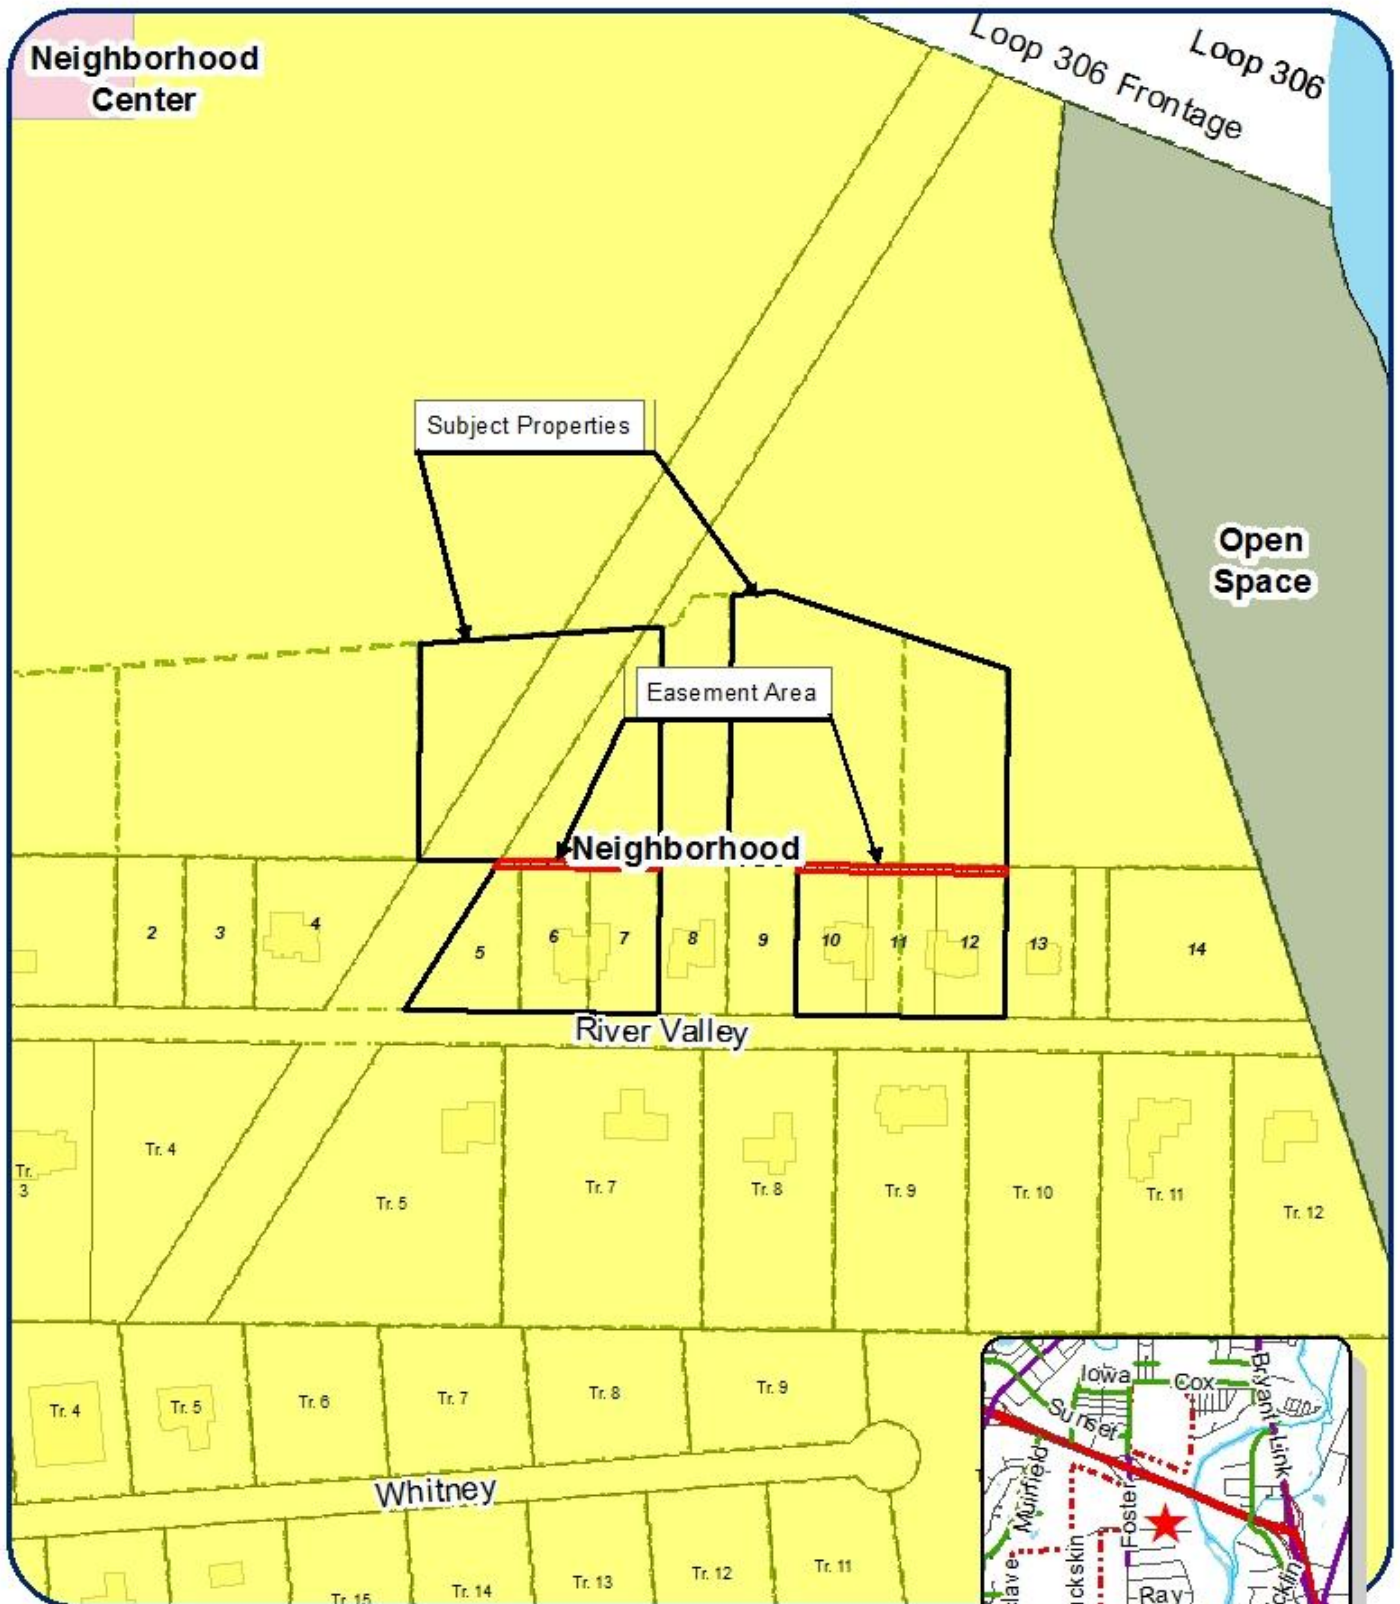 Neighborhood
Center
Loop 306
Loop 306 Frontage
Subject Properties
Open
Space
Easement Area
Neighborhood
2
3
4
5
6
7
8
9
10
11
12
13
14
River Valley
Tr.
3
Tr. 4
Tr. 5
Tr. 7
Tr. 8
Tr. 9
Tr. 10
Tr. 11
Tr. 12
Tr. 4
Tr. 5
Tr. 6
Tr. 7
Tr. 8
Tr. 9
Whitney
Tr. 15
Tr. 14
Tr. 13
Tr. 12
Tr. 11
Iowa
Cox
Bryant
Sunset
Link
Muirfield
Foster
uckskin
lave
Ray
cklin